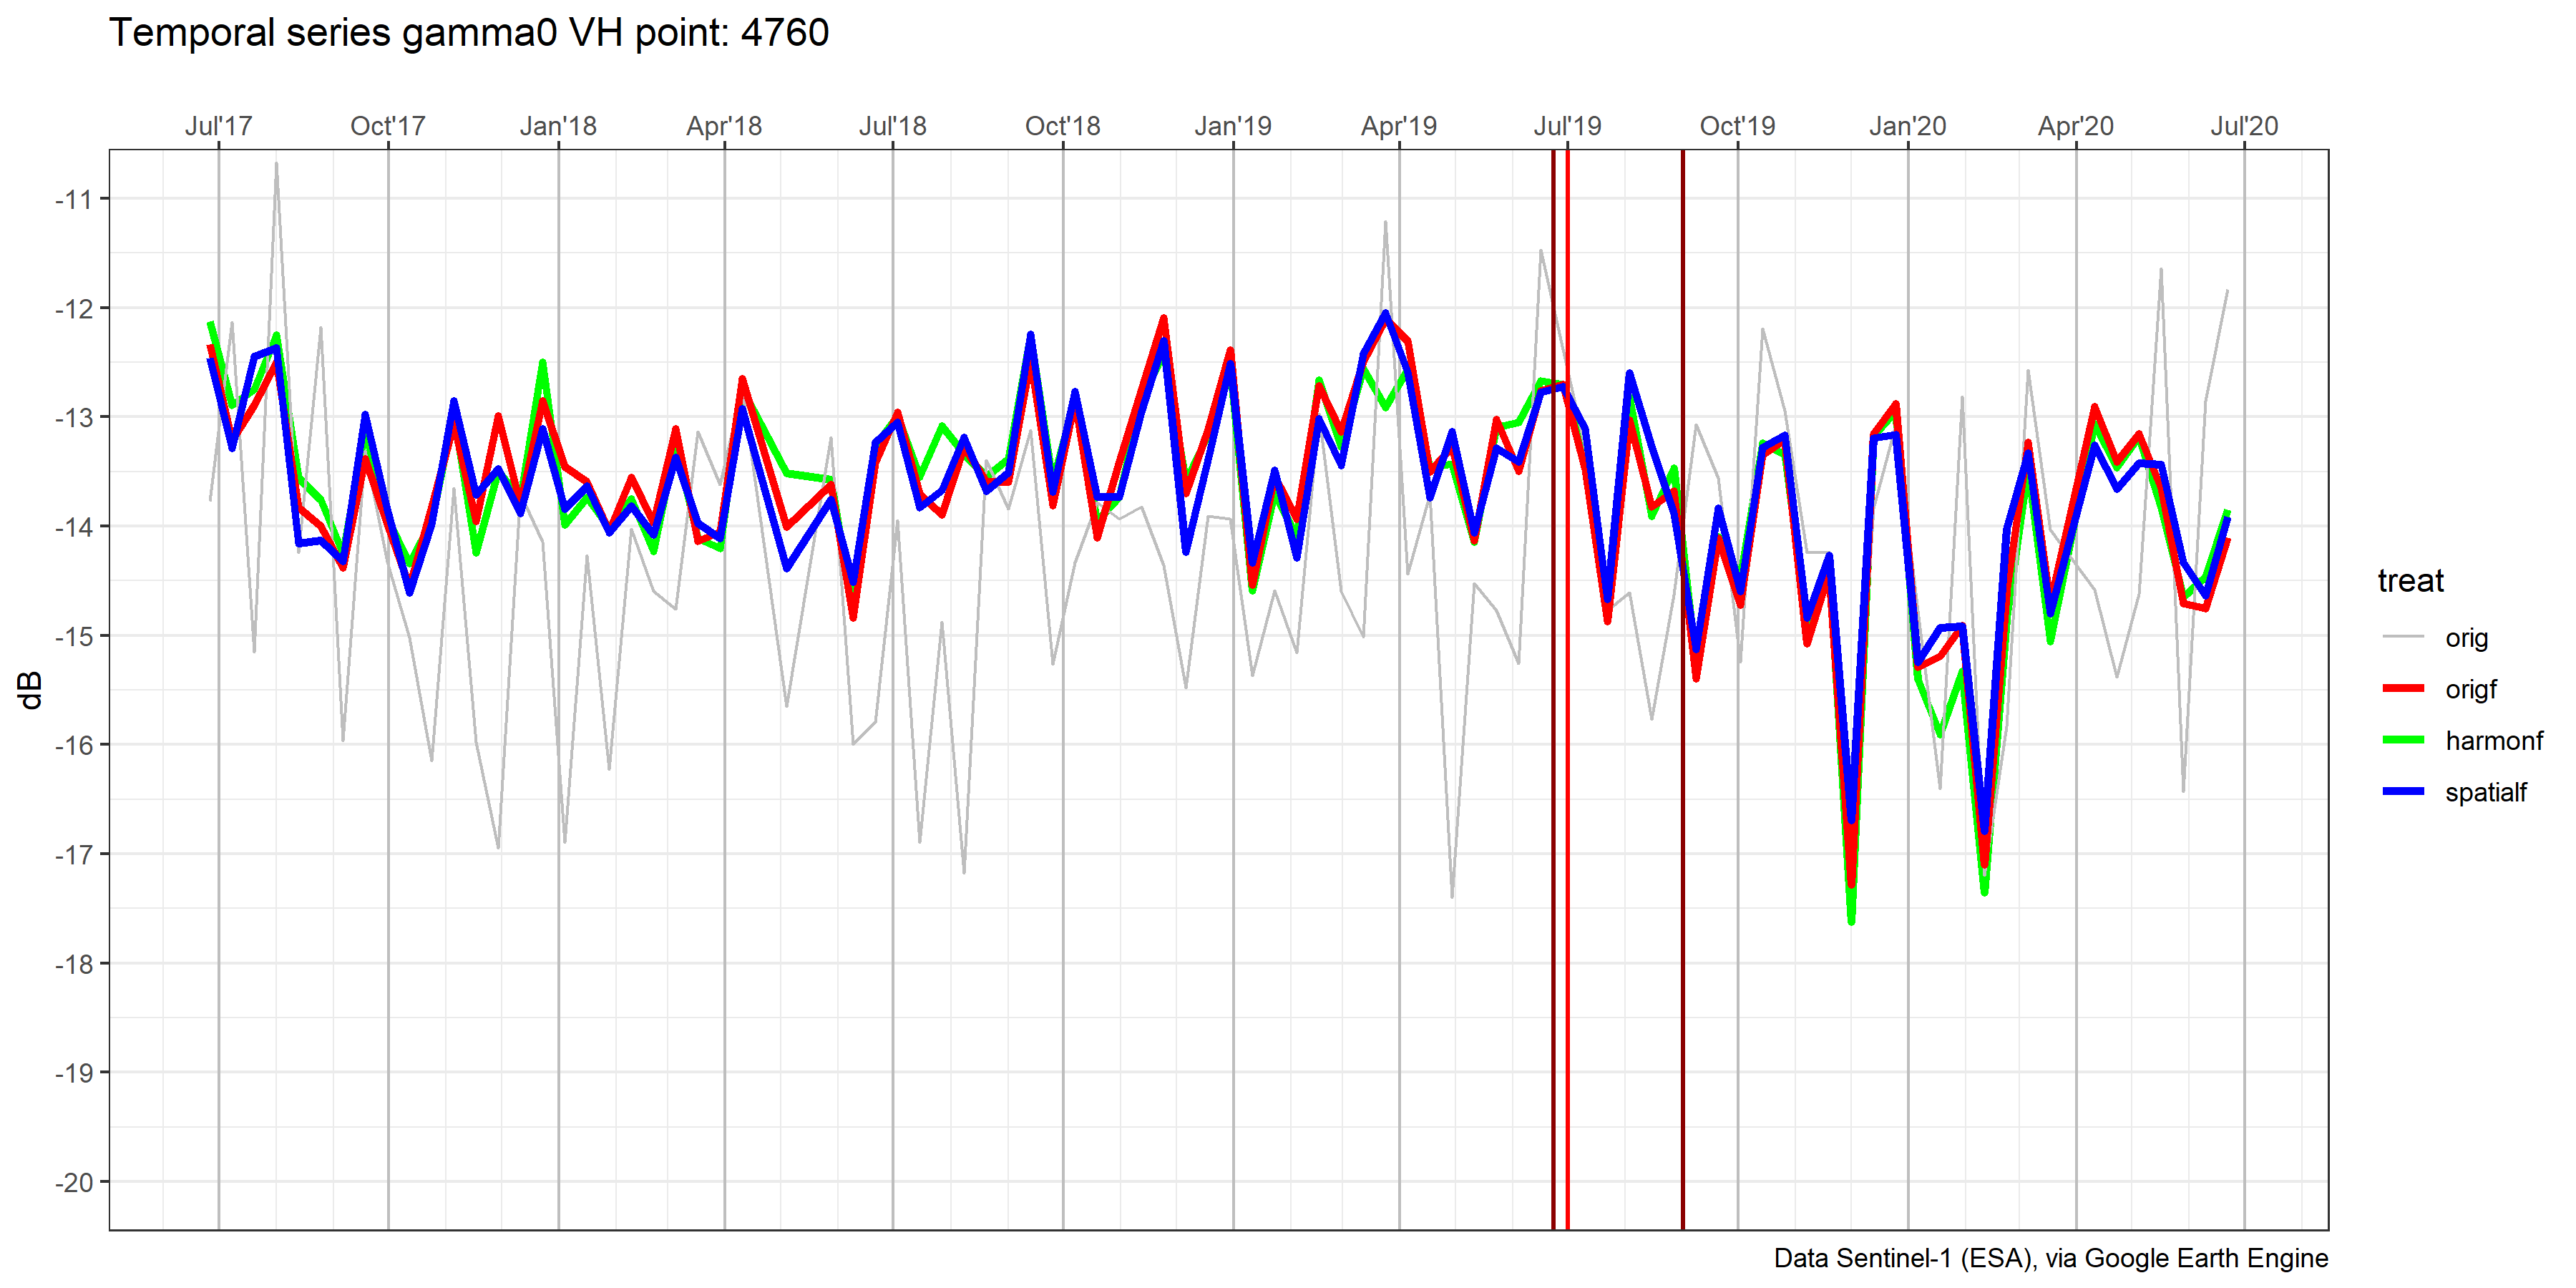 Temporal series gamma0 VH point: 4760
Jul'17 Oct'17 Jan'18 Apr'18 Jul'18 Oct'18 Jan'19 Apr'19 Jul'19 Oct'19 Jan'20 Apr'20 Jul'20
-11
-12
-13
-14
-15
-16
-17
-18
-19
-20
dB
treat
orig
origf
harmonf
spatialf
Data Sentinel-1 (ESA), via Google Earth Engine